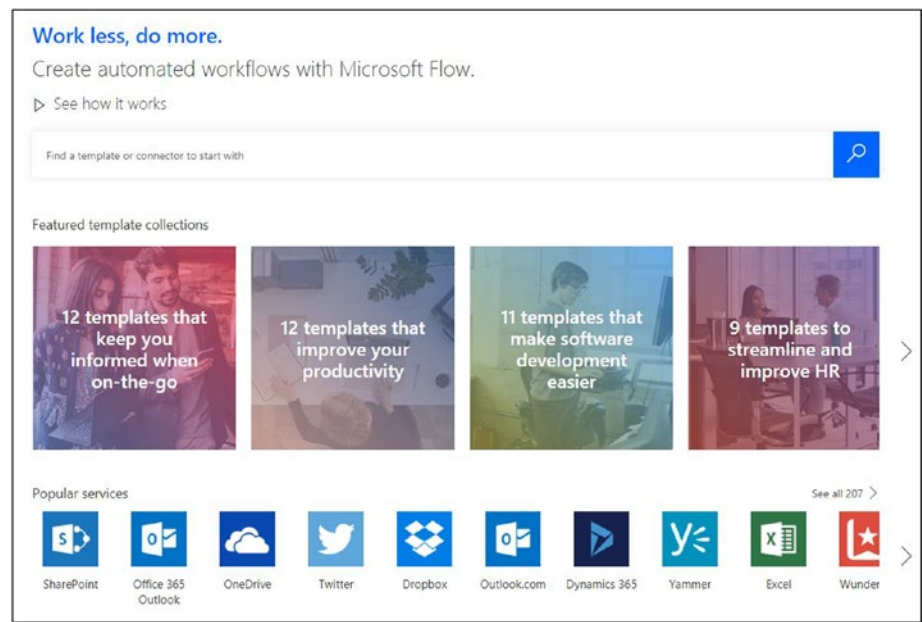 Work less, do more.
Create automated workflows with Microsoft Flow.
See how it works
Find a template or connector to start with
Featured template collections
12 templates that
keep you
informed when
on-the-go
12 templates that
improve your
productivity
11 templates that
make software
development
easier
9 templates to
streamline and
improve HR
Popular services
See all 207
SharePoint
Office 365
Outlook
OneDrive
Twitter
Dropbox
Outlook.com
Dynamics 365
Yammer
Excel
Wunder